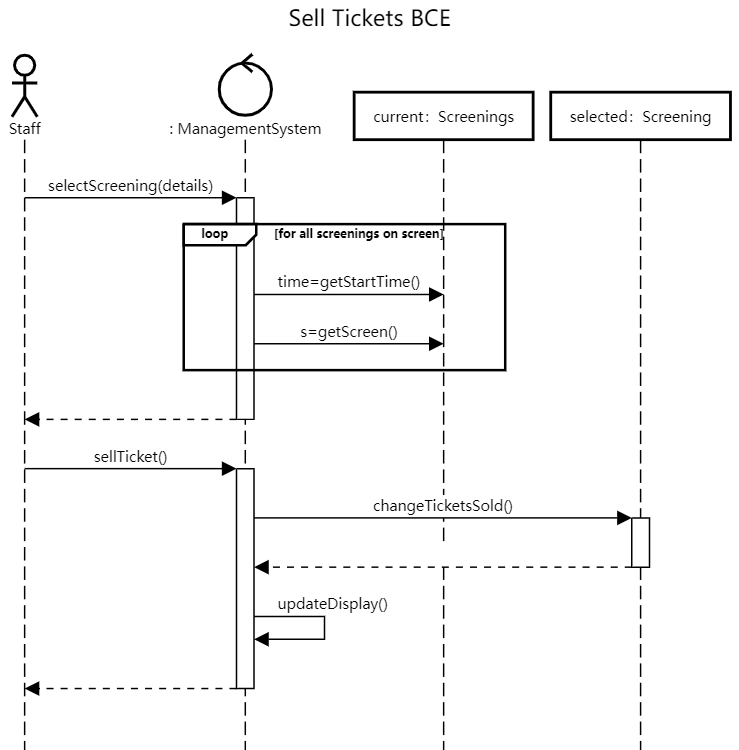 Sell Tickets BCE
Staff
: ManagementSystem
current: Screenings
selected: Screening
selectScreening(details)
loop
[for all screenings on screen]
time=getStartTime()
s=getScreen()
sellTicket()
changeTicketsSold()
updateDisplay()